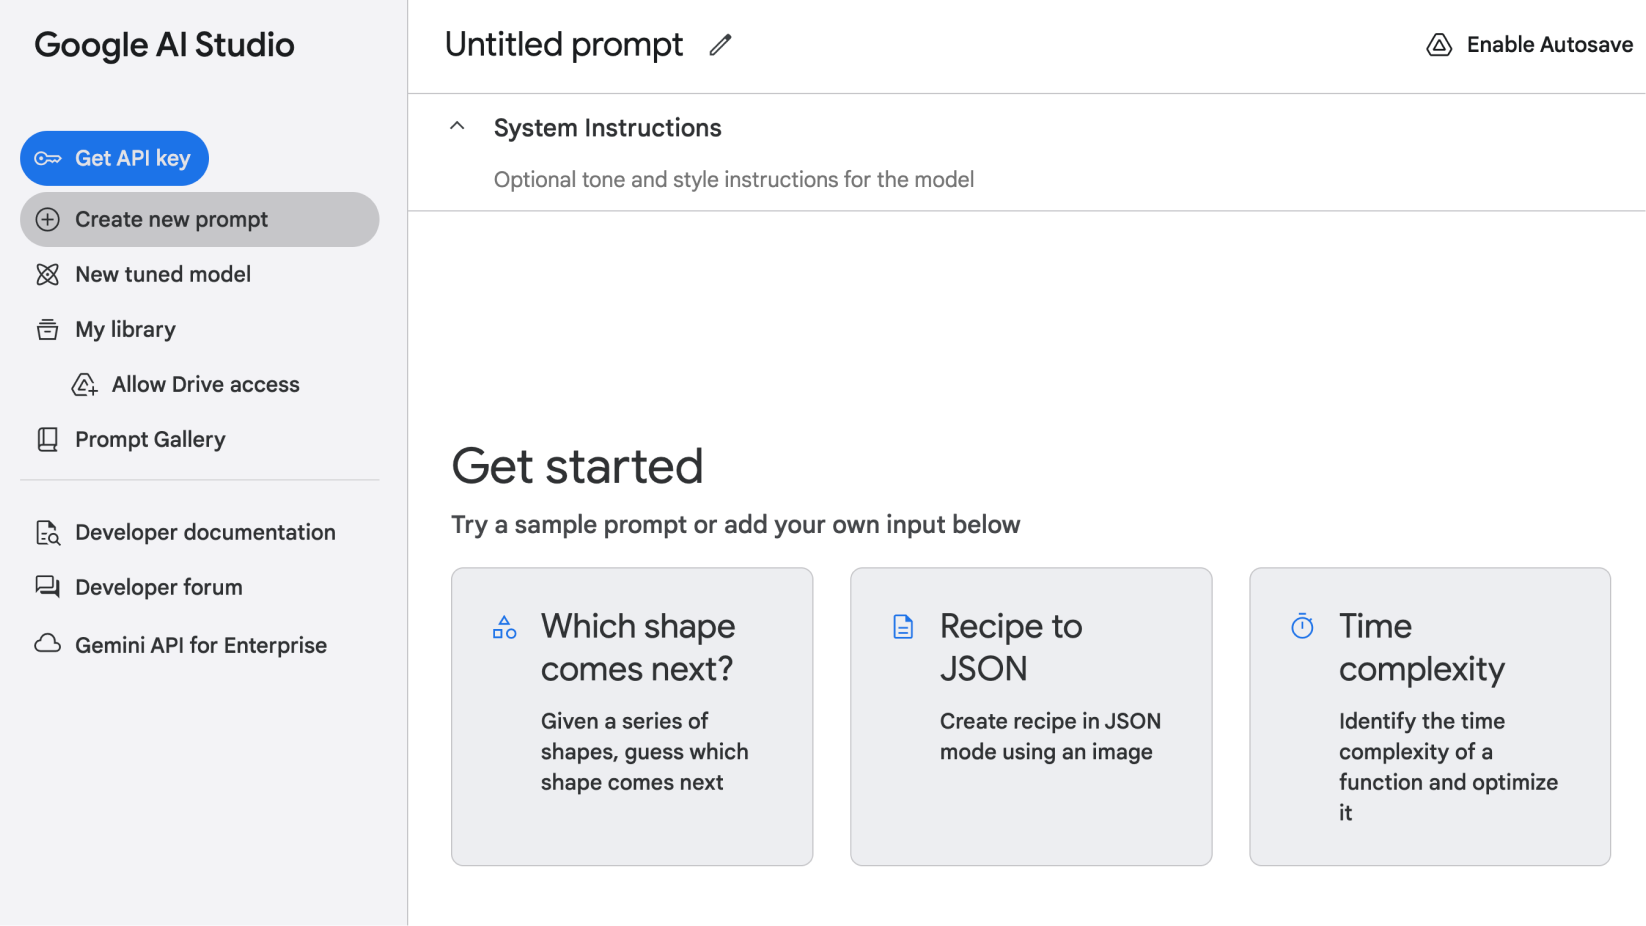 Google AI Studio
Get API key
Create new prompt
New tuned model
My library
Allow Drive access
Prompt Gallery
Developer documentation
Developer forum
Gemini API for Enterprise
Untitled prompt
Enable Autosave
System Instructions
Optional tone and style instructions for the model
Get started
Try a sample prompt or add your own input below
Which shape
comes next?
Given a series of
shapes, guess which
shape comes next
Recipe to
JSON
Create recipe in JSON
mode using an image
Time
complexity
Identify the time
complexity of a
function and optimize
it